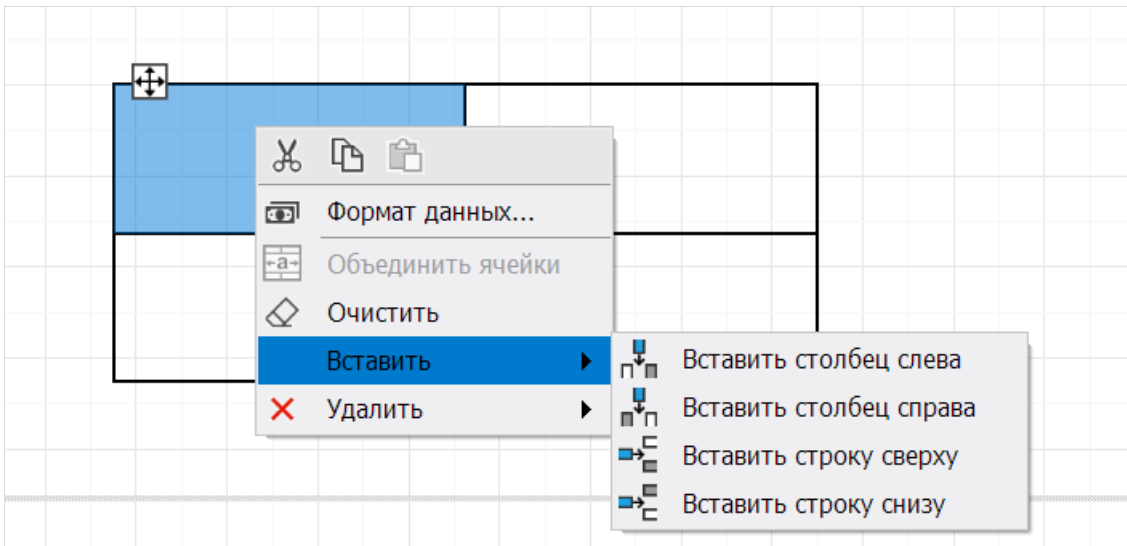 Формат данных...
Объединить ячейки
Очистить
Вставить
Удалить
Вставить столбец слева
Вставить столбец справа
Вставить строку сверху
Вставить строку снизу